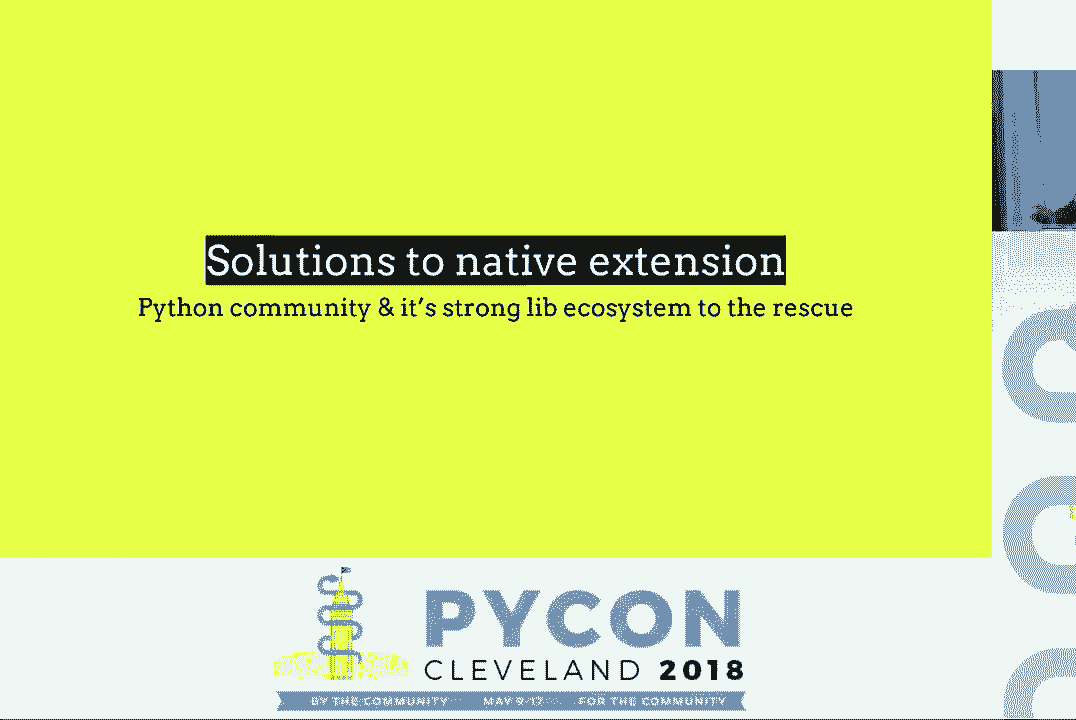 Solutions to native extension
Python community & it's strong lib ecosystem to the rescue
PYCON
CLEVELAND 2018
BY THE COMMUNITY MAY 9-17 FOR THE COMMUNITY